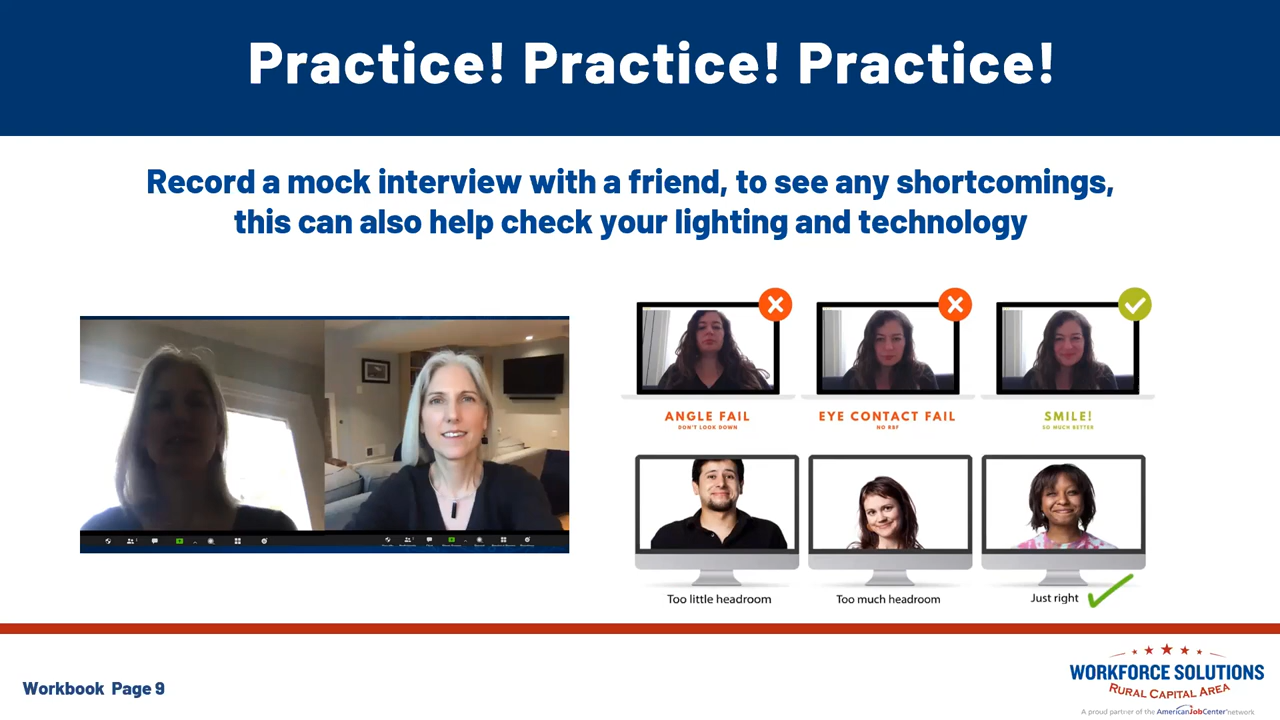 Practice! Practice! Practice!
Record a mock interview with a friend, to see any shortcomings,
this can also help check your lighting and technology
ANGLE FAIL
DON'T LOOK DOWN
EYE CONTACT FAIL
NO RBF
SMILE!
SO MUCH BETTER
Too little headroom
Too much headroom
Just right
Workbook Page 9
WORKFORCE SOLUTIONS
RURAL CAPITAL AREA
A proud partner of the AmericanJobCenter network